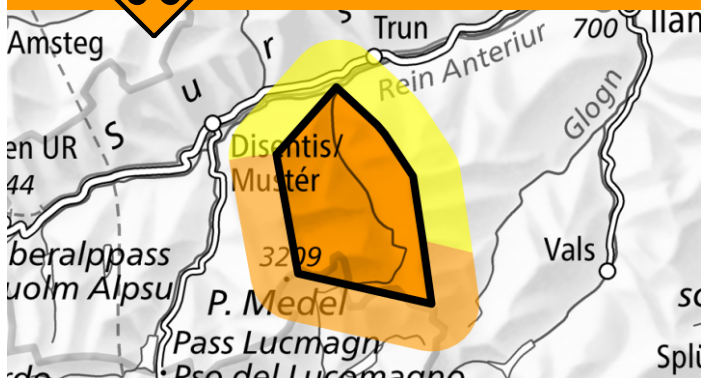 Amsteg
Trun
700
Ilan
Rein Anteriur
Sur
Glogn
en UR
44
Disentis/
Mustér
beralppass
uolm Alpsu
3209
P. Medel
Vals
Pass Lucmagn
Pso del Lucomagno
Splü